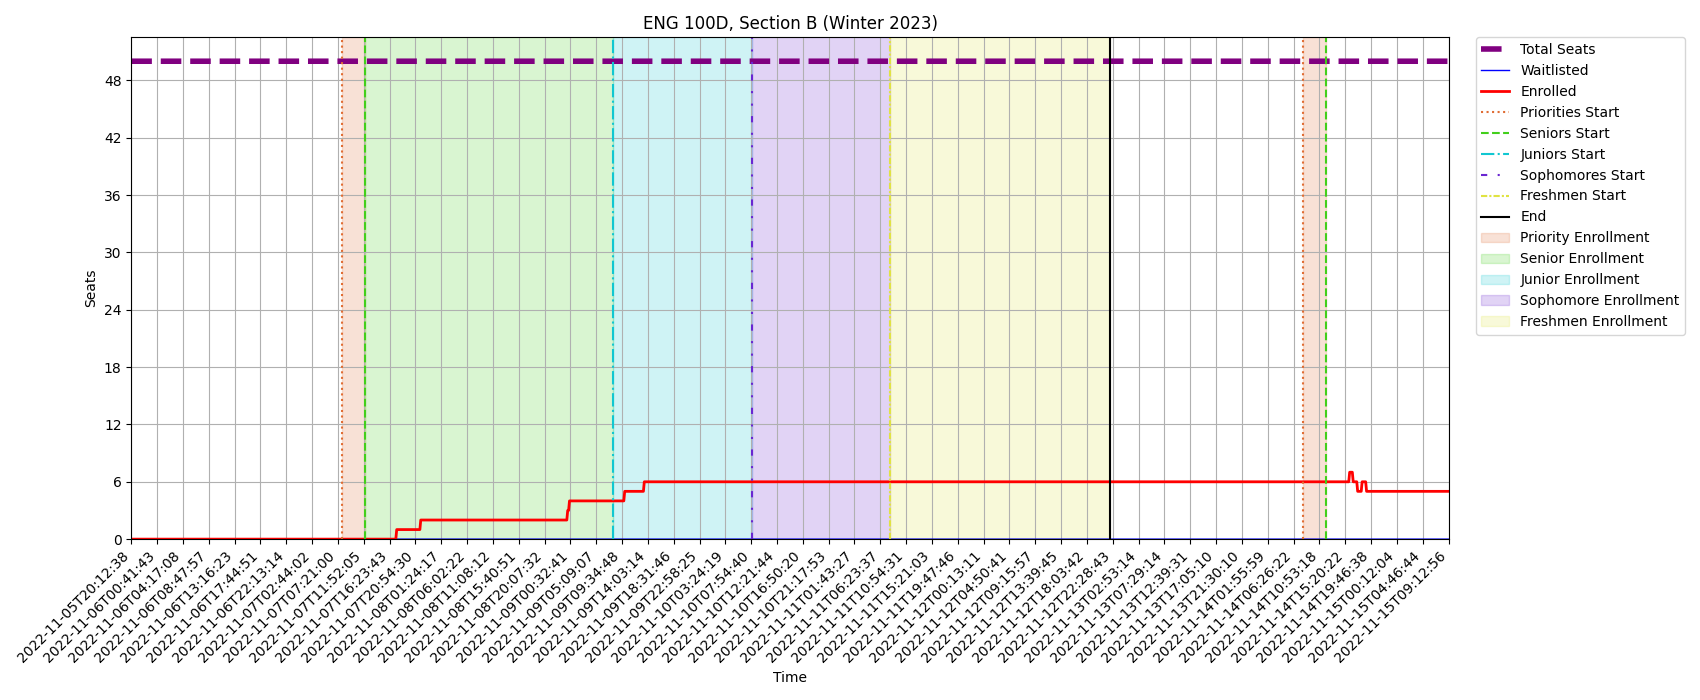 ENG 100D, Section B (Winter 2023)
Seats
48
42
36
30
24
18
12
6
0
2022-11-05T20:12:38
2022-11-06T00:41:43
2022-11-06T04:17:08
2022-11-06T08:47:57
2022-11-06T13:16:23
2022-11-06T17:44:51
2022-11-06T22:13:14
2022-11-07T02:44:02
2022-11-07T07:21:00
2022-11-07T11:52:05
2022-11-07T16:23:43
2022-11-07T20:54:30
2022-11-08T01:24:17
2022-11-08T06:02:22
2022-11-08T11:08:12
2022-11-08T15:40:51
2022-11-08T20:07:32
2022-11-09T00:32:41
2022-11-09T05:09:07
2022-11-09T09:34:48
2022-11-09T14:03:14
2022-11-09T18:31:46
2022-11-09T22:58:25
2022-11-10T03:24:19
2022-11-10T07:54:40
2022-11-10T12:21:44
2022-11-10T16:50:20
2022-11-10T21:17:53
2022-11-11T01:43:27
2022-11-11T06:23:37
2022-11-11T10:54:31
2022-11-11T15:21:03
2022-11-11T19:47:46
2022-11-12T00:13:11
2022-11-12T04:50:41
2022-11-12T09:15:57
2022-11-12T13:39:45
2022-11-12T18:03:42
2022-11-12T22:28:43
2022-11-13T02:53:14
2022-11-13T07:29:14
2022-11-13T12:39:31
2022-11-13T17:05:10
2022-11-13T21:30:10
2022-11-14T01:55:59
2022-11-14T06:26:22
2022-11-14T10:53:18
2022-11-14T15:20:22
2022-11-14T19:46:38
2022-11-15T00:12:04
2022-11-15T04:46:44
2022-11-15T09:12:56
Time
Total Seats
Waitlisted
Enrolled
Priorities Start
Seniors Start
Juniors Start
Sophomores Start
Freshmen Start
End
Priority Enrollment
Senior Enrollment
Junior Enrollment
Sophomore Enrollment
Freshmen Enrollment